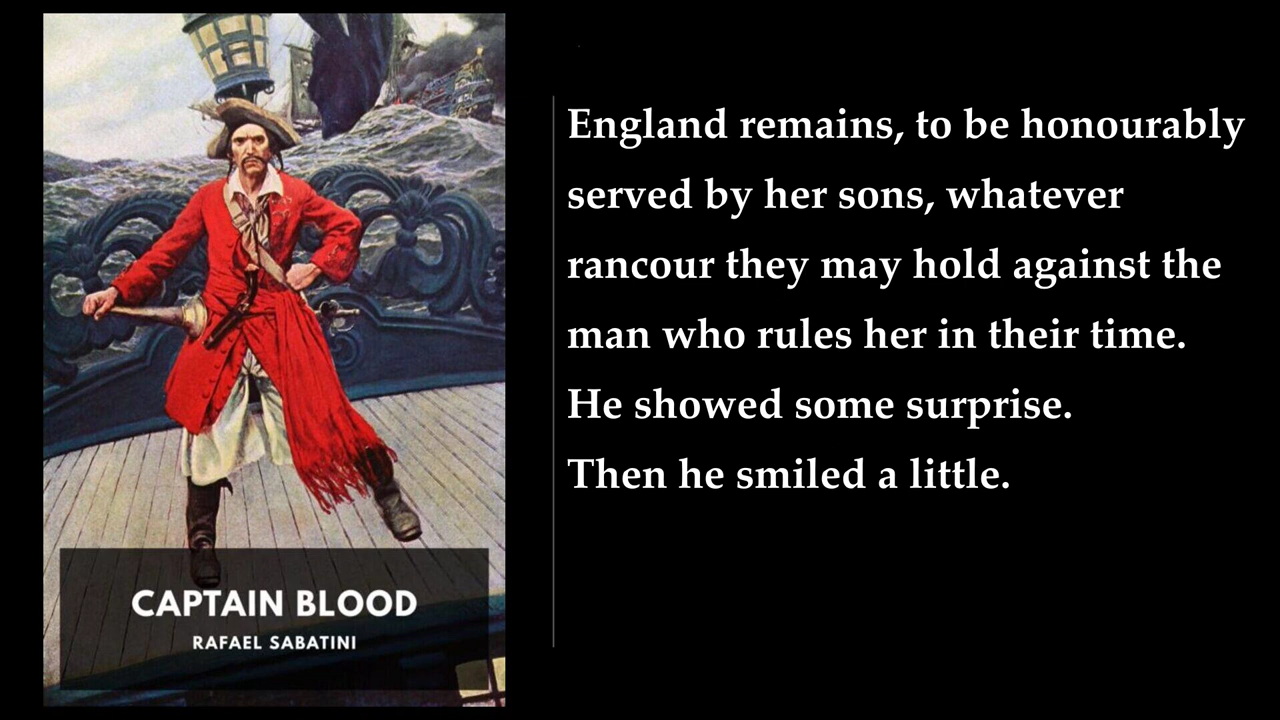 CAPTAIN BLOOD
RAFAEL SABATINI
England remains, to be honourably
served by her sons, whatever
rancour they may hold against the
man who rules her in their time.
He showed some surprise.
Then he smiled a little.